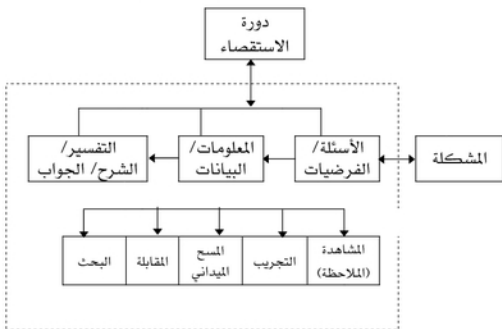 دورة
الاستقصاء
المشكلة
الأسئلة/
الفرضيات
المعلومات/
البيانات
التفسير/
الشرح/ الجواب
المشاهدة
(الملاحظة)
التجريب
المسح
الميداني
المقابلة
البحث